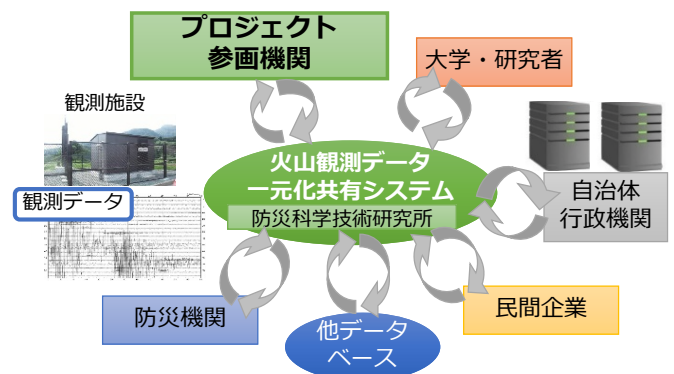 プロジェクト
参画機関
大学・研究者
観測施設
火山観測データ
一元化共有システム
防災科学技術研究所
観測データ
自治体
行政機関
防災機関
他データ
ベース
民間企業